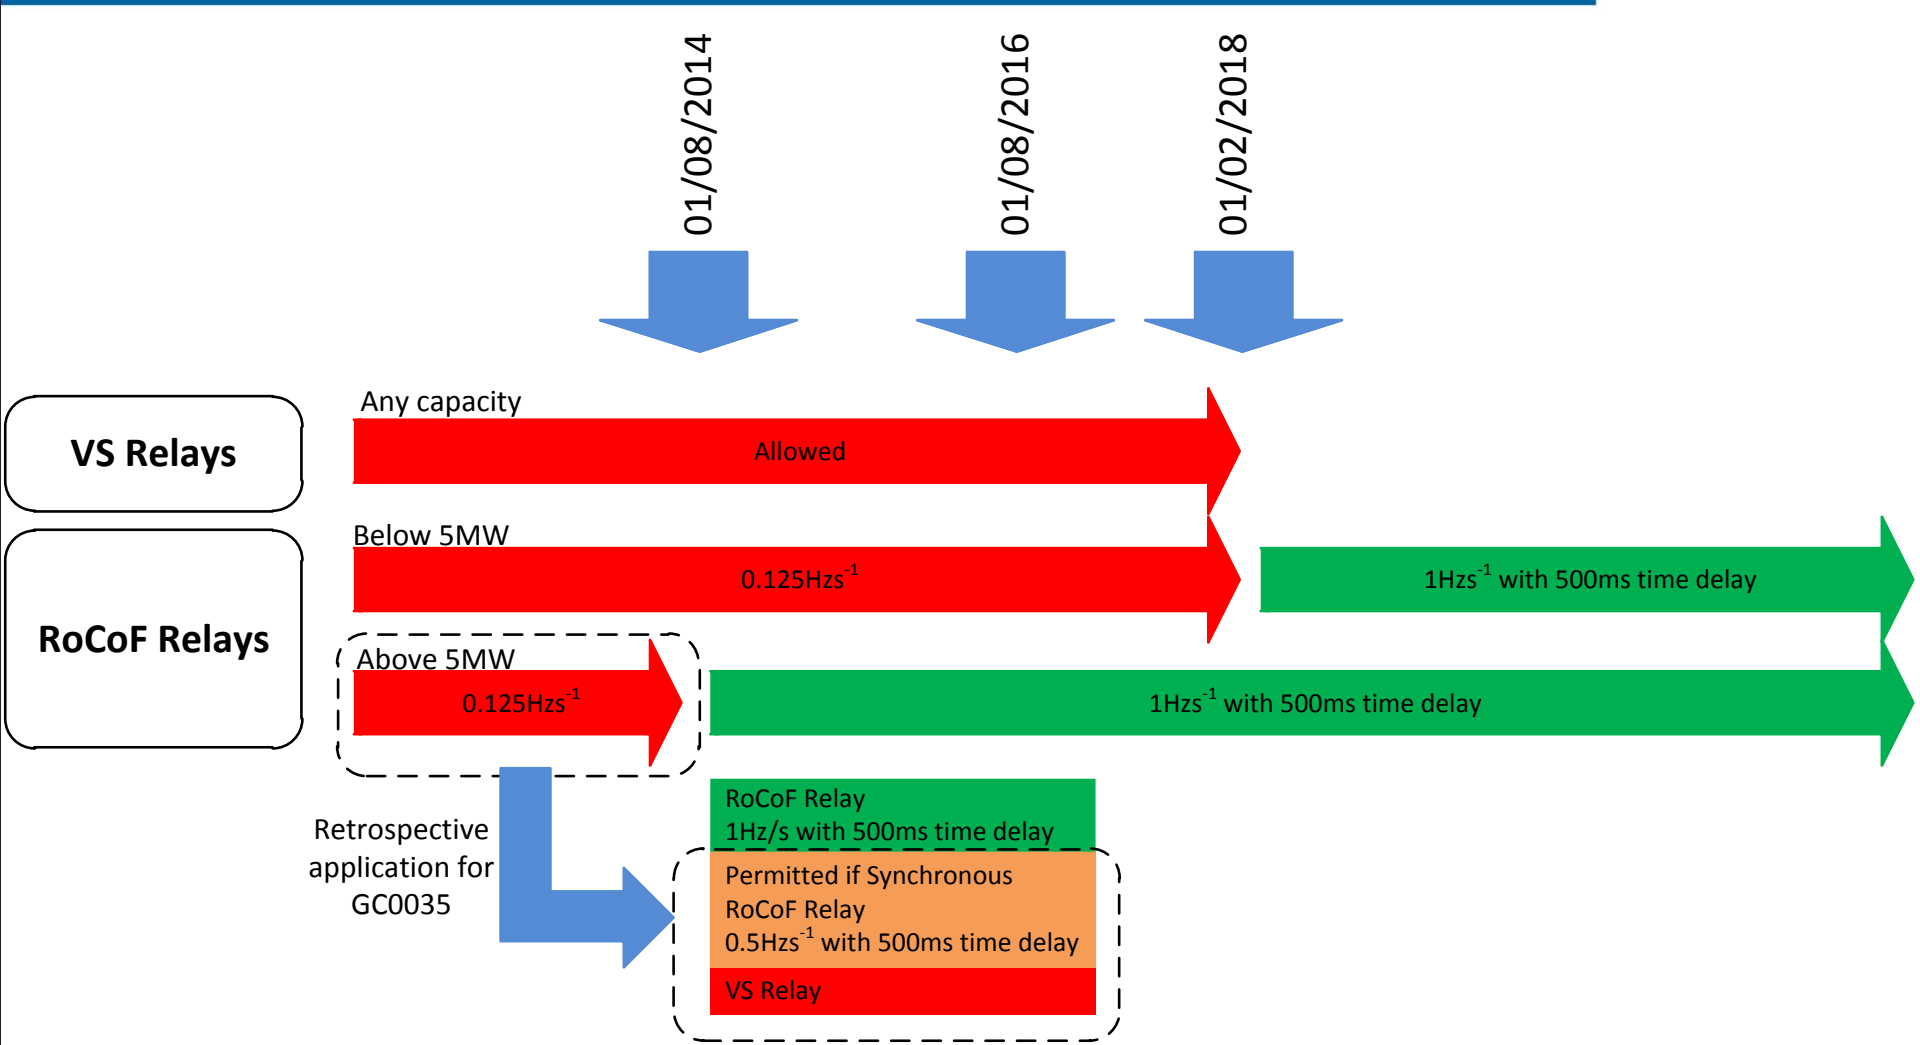 01/08/2014
01/08/2016
01/02/2018
VS Relays
Any capacity
Allowed
RoCoF Relays
Below 5MW
0.125Hzs⁻¹
1Hzs⁻¹ with 500ms time delay
Above 5MW
0.125Hzs⁻¹
1Hzs⁻¹ with 500ms time delay
Retrospective
application for
GC0035
RoCoF Relay
1Hz/s with 500ms time delay
Permitted if Synchronous
RoCoF Relay
0.5Hzs⁻¹ with 500ms time delay
VS Relay